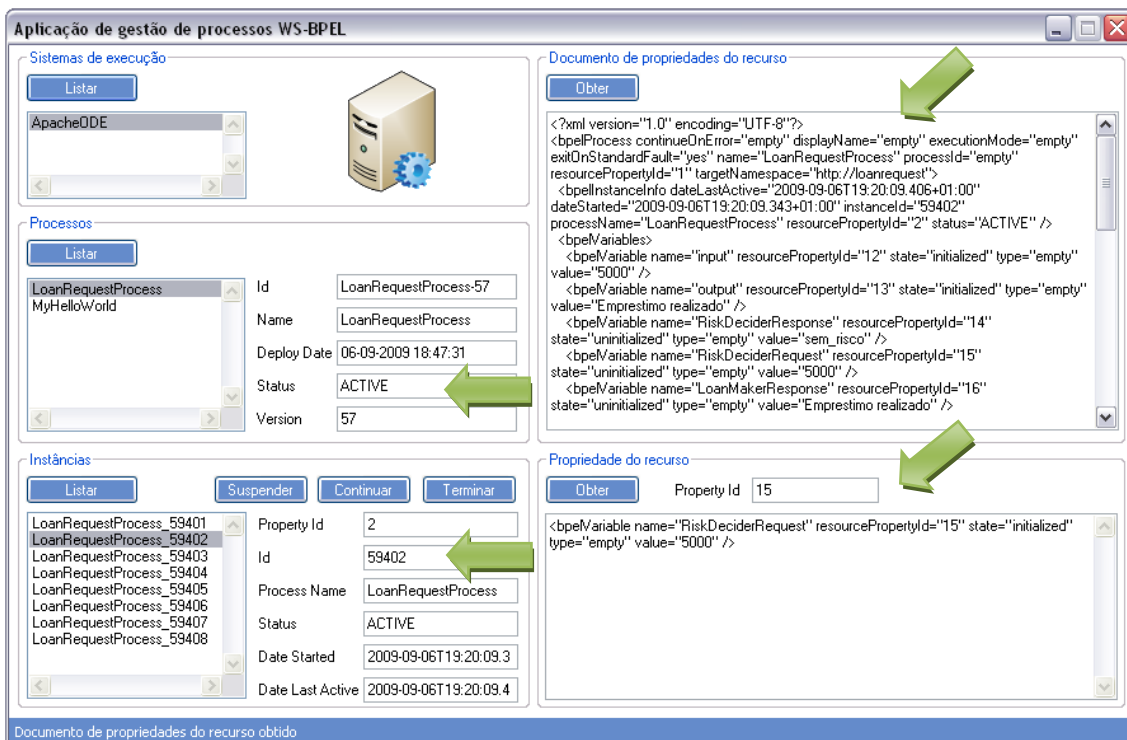 Aplicação de gestão de processos WS-BPEL
Sistemas de execução
Listar
ApacheODE
Processos
Listar
LoanRequestProcess
MyHelloWorld
Id LoanRequestProcess-57
Name LoanRequestProcess
Deploy Date 06-09-2009 18:47:31
Status ACTIVE
Version 57
Instâncias
Listar Suspender Continuar Terminar
LoanRequestProcess_59401
LoanRequestProcess_59402
LoanRequestProcess_59403
LoanRequestProcess_59404
LoanRequestProcess_59405
LoanRequestProcess_59406
LoanRequestProcess_59407
LoanRequestProcess_59408
Property Id 2
Id 59402
Process Name LoanRequestProcess
Status ACTIVE
Date Started 2009-09-06T19:20:09.3
Date Last Active 2009-09-06T19:20:09.4
Documento de propriedades do recurso
Obter
<?xml version="1.0" encoding="UTF-8"?>
<bpelProcess continueOnError="empty" displayName="empty" executionMode="empty"
exitOnStandardFault="yes" name="LoanRequestProcess" processId="empty"
resourcePropertyId="1" targetNamespace="http://loanrequest">
<bpelInstanceInfo dateLastActive="2009-09-06T19:20:09.406+01:00"
dateStarted="2009-09-06T19:20:09.343+01:00" instanceId="59402"
processName="LoanRequestProcess" resourcePropertyId="2" status="ACTIVE" />
<bpelVariables>
<bpelVariable name="input" resourcePropertyId="12" state="initialized" type="empty"
value="5000" />
<bpelVariable name="output" resourcePropertyId="13" state="initialized" type="empty"
value="Emprestimo realizado" />
<bpelVariable name="RiskDeciderResponse" resourcePropertyId="14"
state="uninitialized" type="empty" value="sem_risco" />
<bpelVariable name="RiskDeciderRequest" resourcePropertyId="15"
state="uninitialized" type="empty" value="5000" />
<bpelVariable name="LoanMakerResponse" resourcePropertyId="16"
state="uninitialized" type="empty" value="Emprestimo realizado" />
Propriedade do recurso
Obter Property Id 15
<bpelVariable name="RiskDeciderRequest" resourcePropertyId="15" state="initialized"
type="empty" value="5000" />
Documento de propriedades do recurso obtido